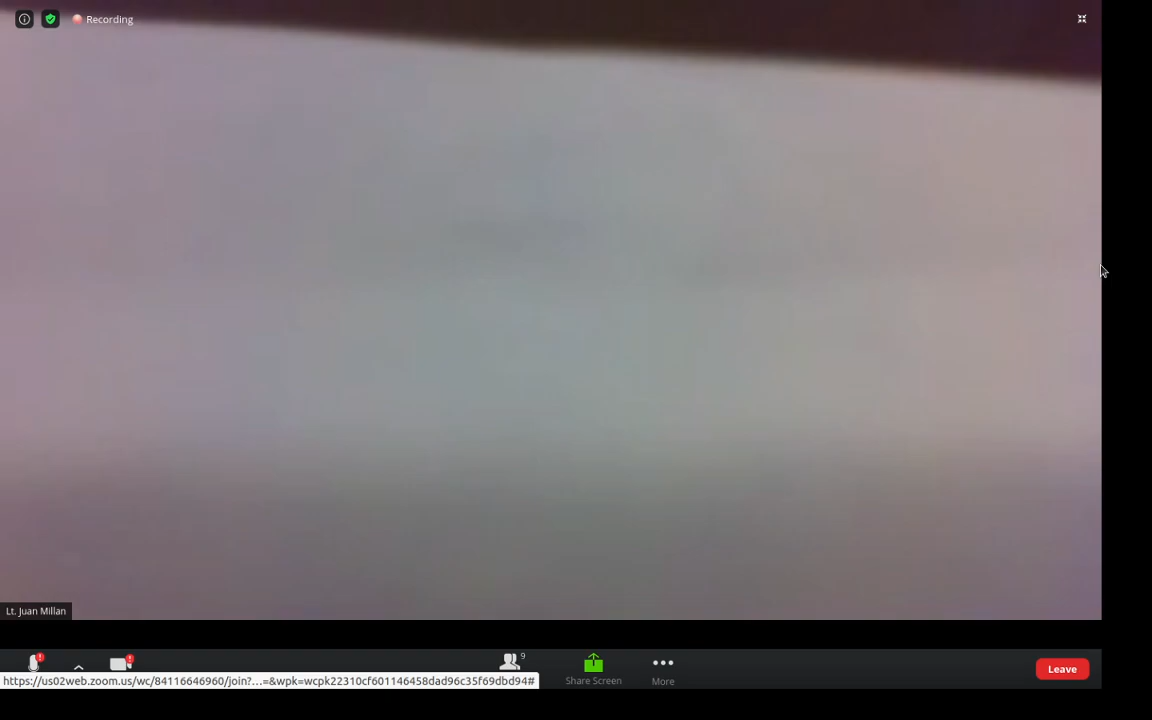 Recording
Lt. Juan Millan
9
Share Screen
More
Leave
https://us02web.zoom.us/wc/84116646960/join?...=&wpk=wcpk22310cf601146458dad96c35f69dbd94#